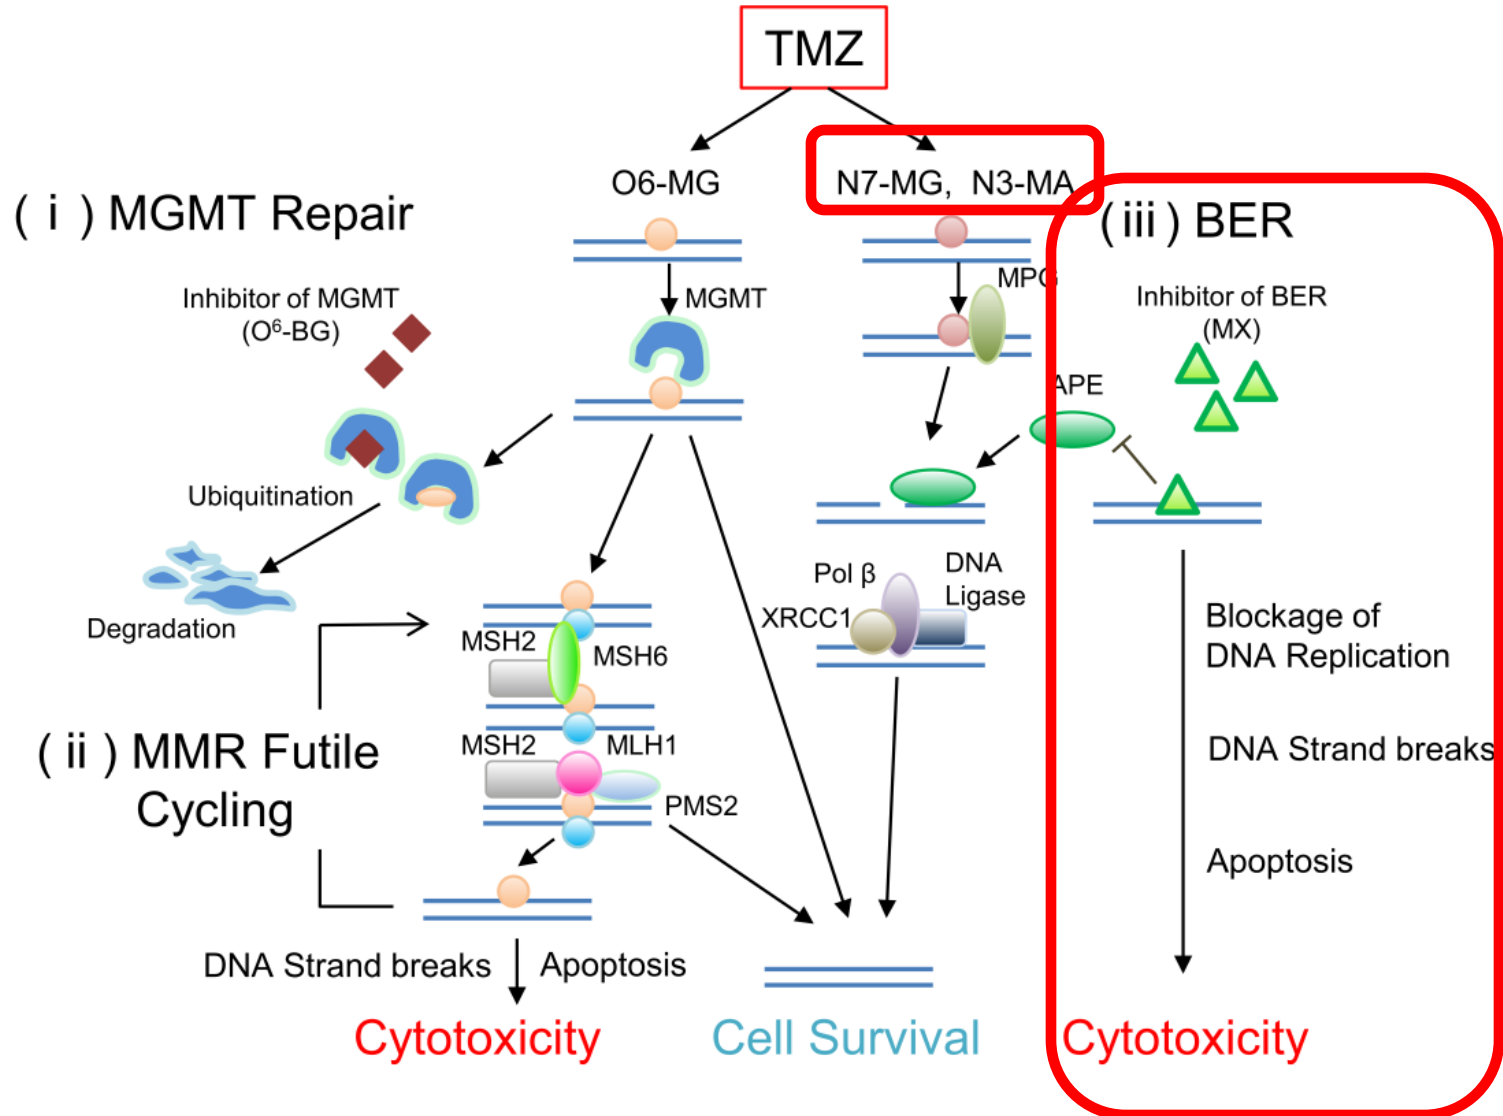 TMZ
O6-MG
N7-MG, N3-MA
( i ) MGMT Repair
(iii) BER
Inhibitor of MGMT
(O⁶-BG)
MGMT
MPG
Inhibitor of BER
(MX)
APE
Ubiquitination
Degradation
Pol β
DNA
Ligase
XRCC1
MSH2
MSH6
Blockage of
DNA Replication
( ii ) MMR Futile
Cycling
MSH2
MLH1
PMS2
DNA Strand breaks
Apoptosis
DNA Strand breaks
Apoptosis
Cytotoxicity
Cell Survival
Cytotoxicity